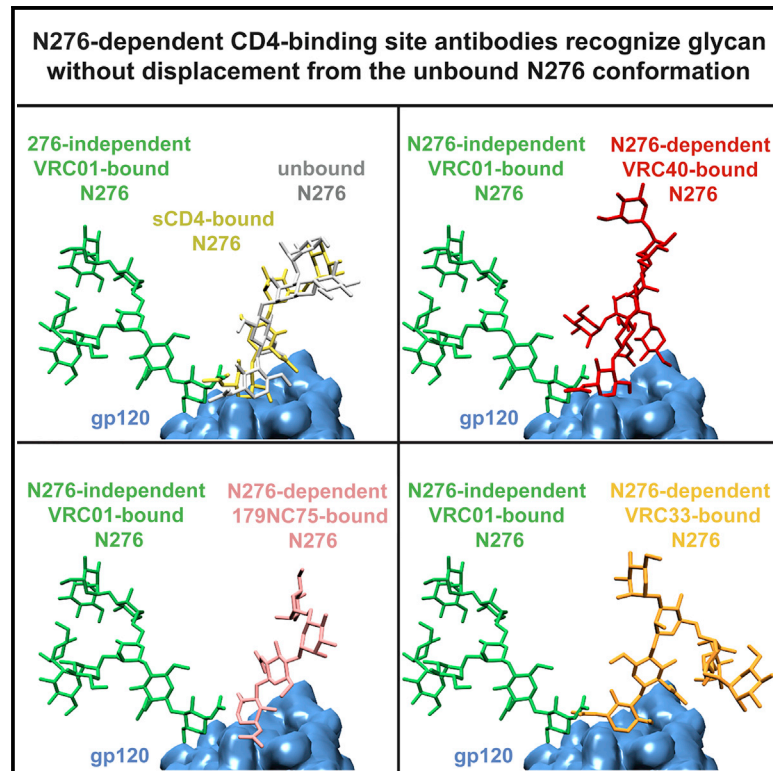 N276-dependent CD4-binding site antibodies recognize glycan
without displacement from the unbound N276 conformation
276-independent
VRC01-bound
N276
unbound
N276
sCD4-bound
N276
gp120
N276-independent
VRC01-bound
N276
N276-dependent
VRC40-bound
N276
gp120
N276-independent
VRC01-bound
N276
N276-dependent
179NC75-bound
N276
gp120
N276-independent
VRC01-bound
N276
N276-dependent
VRC33-bound
N276
gp120